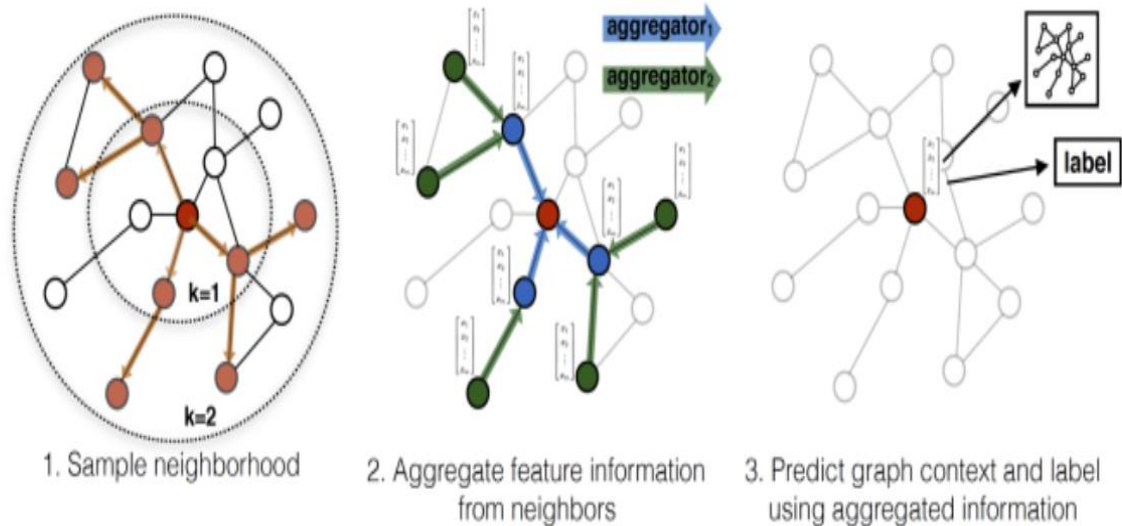 aggregator₁
aggregator₂
label
k=1
k=2
1. Sample neighborhood
2. Aggregate feature information
from neighbors
3. Predict graph context and label
using aggregated information